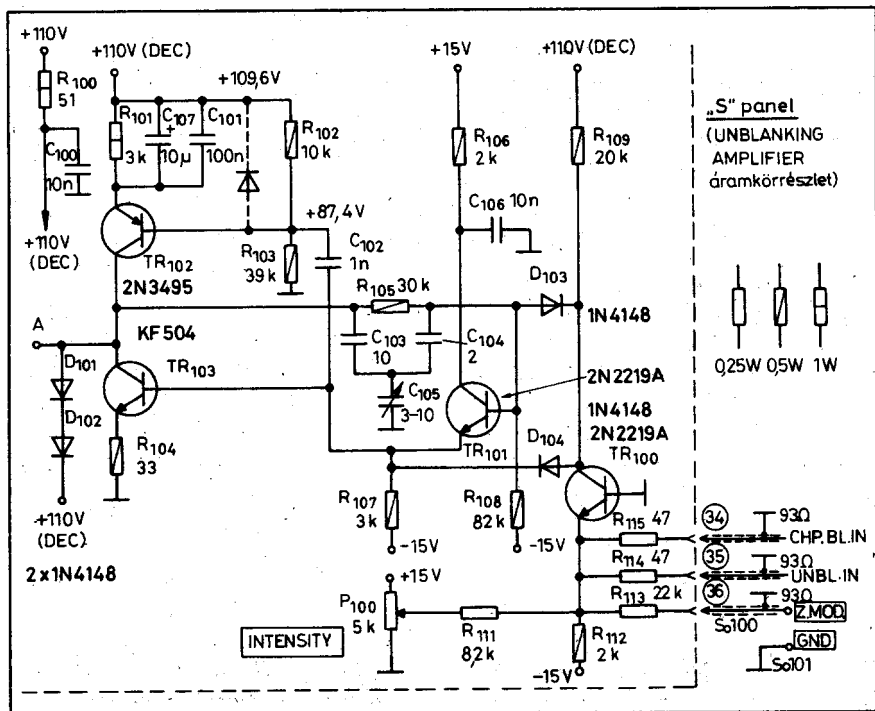 +110V
R100
51
C100
10n
+110V
(DEC)
+110V (DEC)
+109,6V
R101
3k
C107
+
10µ
C101
100n
R102
10k
+87,4V
TR102
2N3495
R103
39k
C102
1n
+15V
R106
2k
C106 10n
+110V (DEC)
R109
20k
"S" panel
(UNBLANKING
AMPLIFIER
áramkörrészlet)
0,25W
0,5W
1W
A
KF504
TR103
D101
D102
R104
33
+110V
(DEC)
2x1N4148
R105 30k
C103
10
C104
2
C105
3-10
D103
1N4148
2N2219A
TR101
1N4148
2N2219A
D104
TR100
R107
3k
-15V
R108
82k
-15V
R115 47
34
93Ω
CHP.BL.IN
R114 47
35
93Ω
UNBL.IN
R113 22k
36
93Ω
Z.MOD.
So100
GND
So101
+15V
P100
5k
INTENSITY
R111
8,2k
R112
2k
-15V